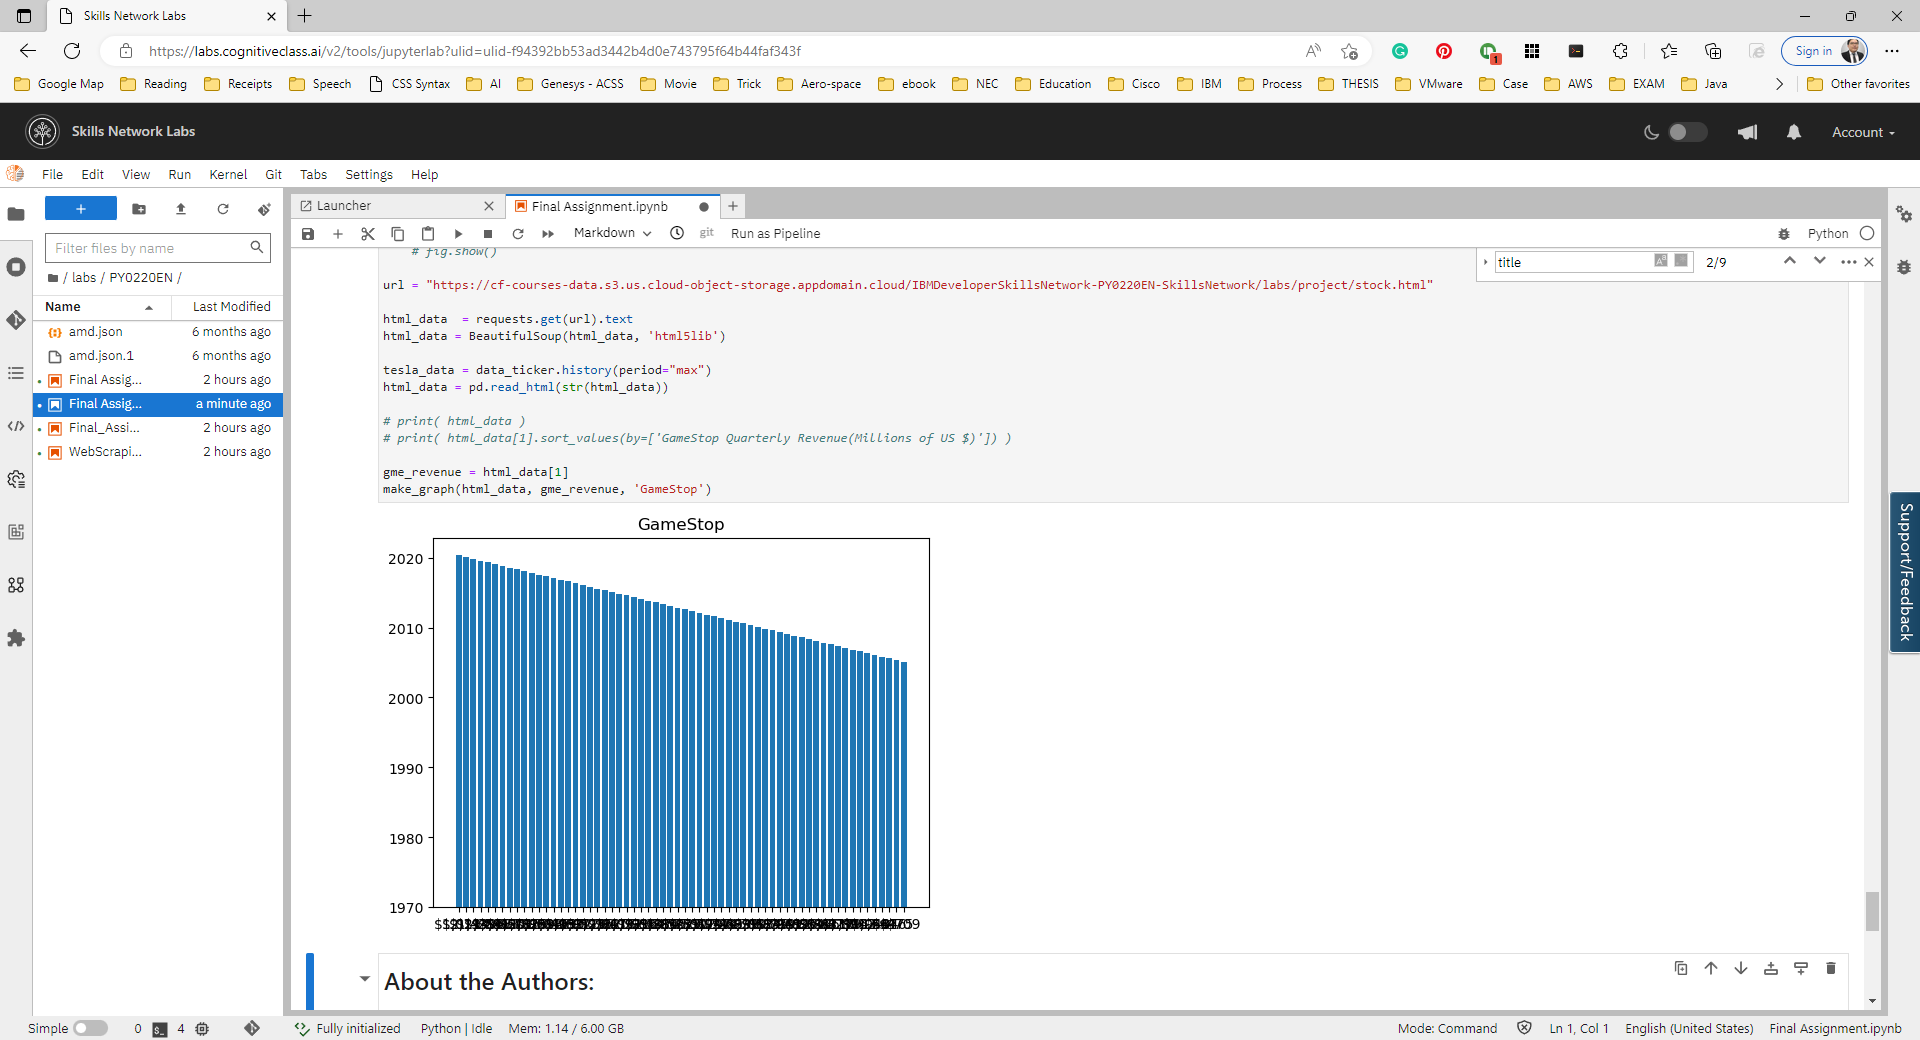 Skills Network Labs
https://labs.cognitiveclass.ai/v2/tools/jupyterlab?ulid=ulid-f94392bb53ad3442b4d0e743795f64b44faf343f
1
Sign in
Google Map Reading Receipts Speech CSS Syntax AI Genesys - ACSS Movie Trick Aero-space ebook NEC Education Cisco IBM Process THESIS VMware Case AWS EXAM Java Other favorites
Skills Network Labs
Account
File Edit View Run Kernel Git Tabs Settings Help
Launcher
Final Assignment.ipynb
Filter files by name
Markdown
git
Run as Pipeline
Python
/ labs / PY0220EN /
Name Last Modified
amd.json 6 months ago
amd.json.1 6 months ago
Final Assig... 2 hours ago
Final Assig... a minute ago
Final_Assi... 2 hours ago
WebScrapi... 2 hours ago
title 2/9
# fig.show()
url = "https://cf-courses-data.s3.us.cloud-object-storage.appdomain.cloud/IBMDeveloperSkillsNetwork-PY0220EN-SkillsNetwork/labs/project/stock.html"
html_data  = requests.get(url).text
html_data = BeautifulSoup(html_data, 'html5lib')
tesla_data = data_ticker.history(period="max")
html_data = pd.read_html(str(html_data))
# print( html_data )
# print( html_data[1].sort_values(by=['GameStop Quarterly Revenue(Millions of US $)']) )
gme_revenue = html_data[1]
make_graph(html_data, gme_revenue, 'GameStop')
GameStop
2020
2010
2000
1990
1980
1970
About the Authors:
Support/Feedback
Simple 0 4 Fully initialized Python | Idle Mem: 1.14 / 6.00 GB Mode: Command Ln 1, Col 1 English (United States) Final Assignment.ipynb